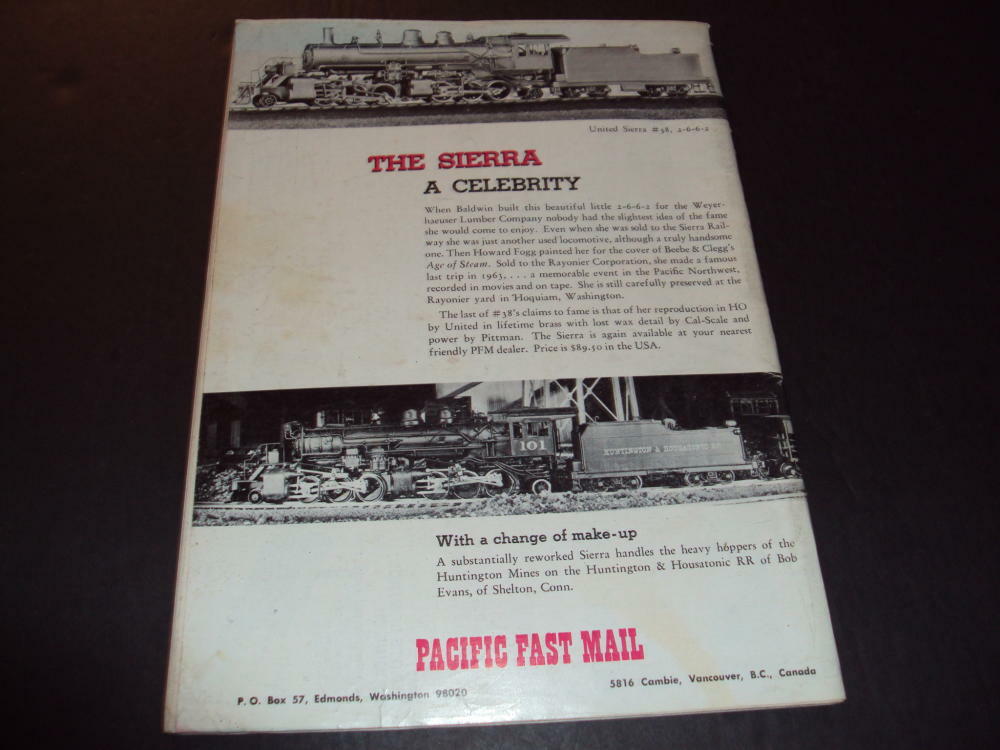 United Sierra #38, 2-6-6-2
THE SIERRA
A CELEBRITY
When Baldwin built this beautiful little 2-6-6-2 for the Weyer-
haeuser Lumber Company nobody had the slightest idea of the fame
she would come to enjoy. Even when she was sold to the Sierra Rail-
way she was just another used locomotive, although a truly handsome
one. Then Howard Fogg painted her for the cover of Beebe & Clegg's
Age of Steam. Sold to the Rayonier Corporation, she made a famous
last trip in 1963, . . . a memorable event in the Pacific Northwest,
recorded in movies and on tape. She is still carefully preserved at the
Rayonier yard in Hoquiam, Washington.
The last of #38's claims to fame is that of her reproduction in HO
by United in lifetime brass with lost wax detail by Cal-Scale and
power by Pittman. The Sierra is again available at your nearest
friendly PFM dealer. Price is $89.50 in the USA.
101
HUNTINGTON & HOUSATONIC
With a change of make-up
A substantially reworked Sierra handles the heavy hoppers of the
Huntington Mines on the Huntington & Housatonic RR of Bob
Evans, of Shelton, Conn.
PACIFIC FAST MAIL
P. O. Box 57, Edmonds, Washington 98020
5816 Cambie, Vancouver, B.C., Canada